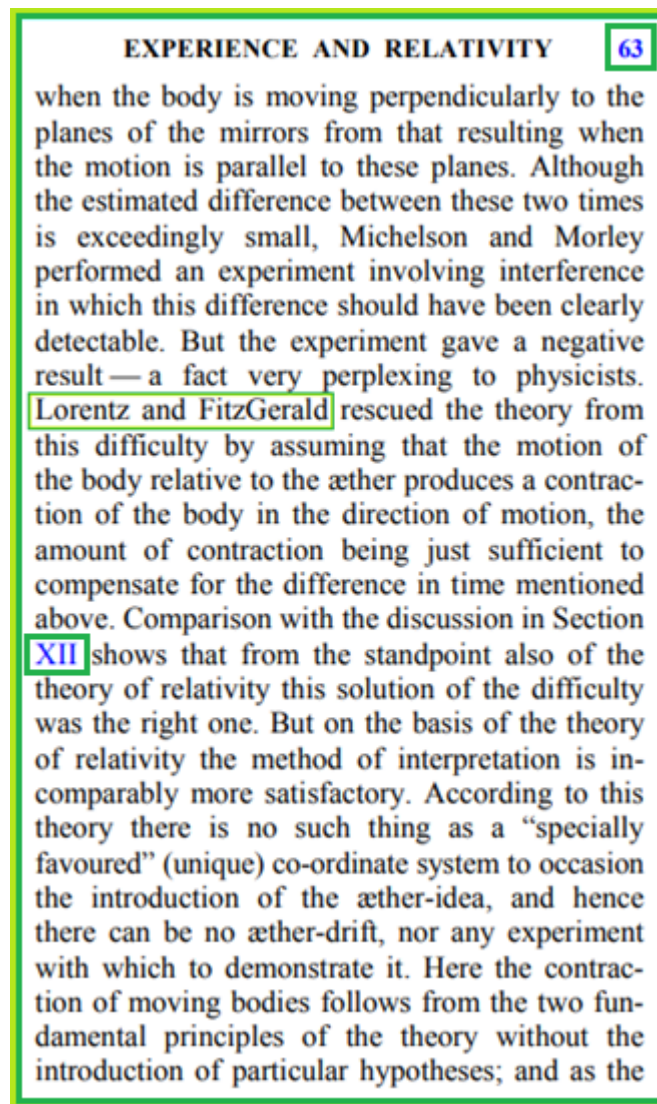 EXPERIENCE AND RELATIVITY 63
when the body is moving perpendicularly to the
planes of the mirrors from that resulting when
the motion is parallel to these planes. Although
the estimated difference between these two times
is exceedingly small, Michelson and Morley
performed an experiment involving interference
in which this difference should have been clearly
detectable. But the experiment gave a negative
result — a fact very perplexing to physicists.
Lorentz and FitzGerald rescued the theory from
this difficulty by assuming that the motion of
the body relative to the æther produces a contrac-
tion of the body in the direction of motion, the
amount of contraction being just sufficient to
compensate for the difference in time mentioned
above. Comparison with the discussion in Section
XII shows that from the standpoint also of the
theory of relativity this solution of the difficulty
was the right one. But on the basis of the theory
of relativity the method of interpretation is in-
comparably more satisfactory. According to this
theory there is no such thing as a “specially
favoured” (unique) co-ordinate system to occasion
the introduction of the æther-idea, and hence
there can be no æther-drift, nor any experiment
with which to demonstrate it. Here the contrac-
tion of moving bodies follows from the two fun-
damental principles of the theory without the
introduction of particular hypotheses; and as the